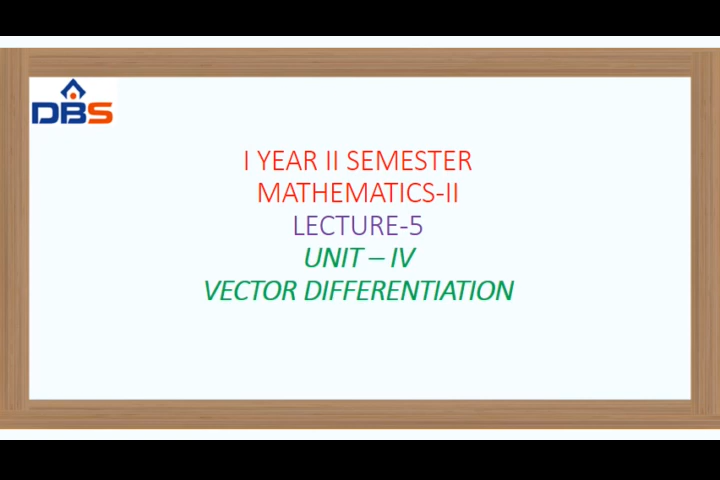 DBS
I YEAR II SEMESTER
MATHEMATICS-II
LECTURE-5
UNIT – IV
VECTOR DIFFERENTIATION